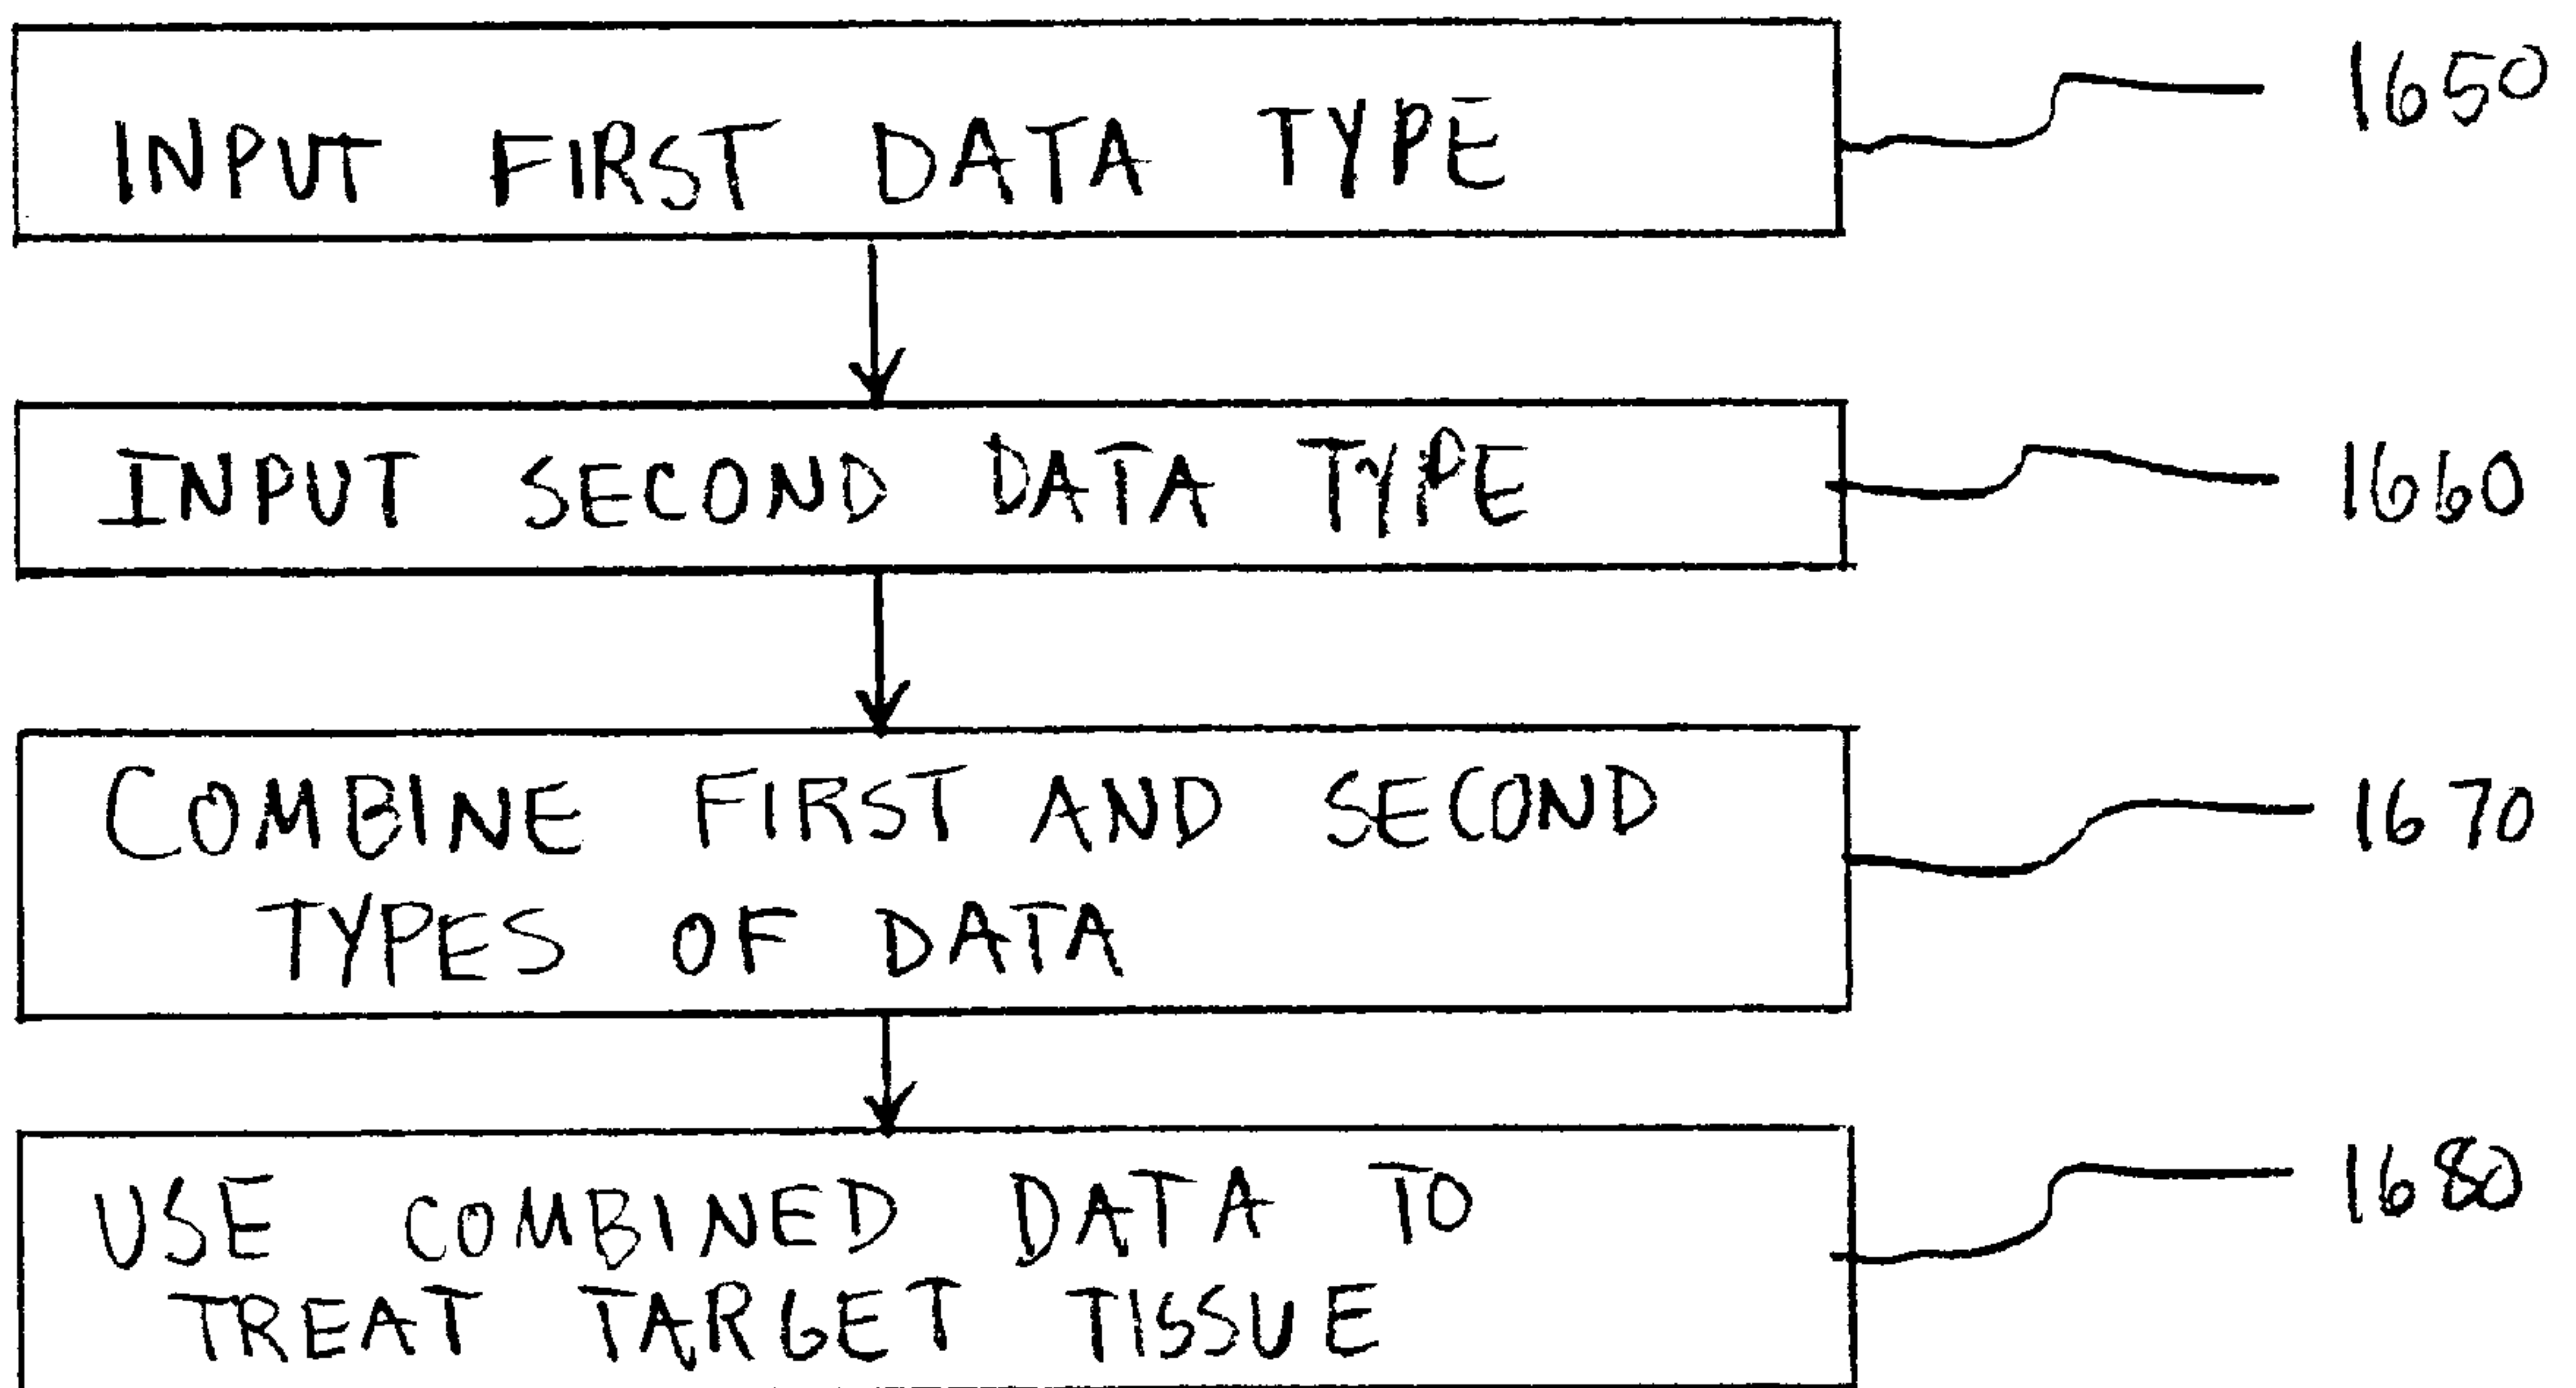 INPUT FIRST DATA TYPE 1650
INPUT SECOND DATA TYPE 1660
COMBINE FIRST AND SECOND 1670
TYPES OF DATA
USE COMBINED DATA TO 1680
TREAT TARGET TISSUE